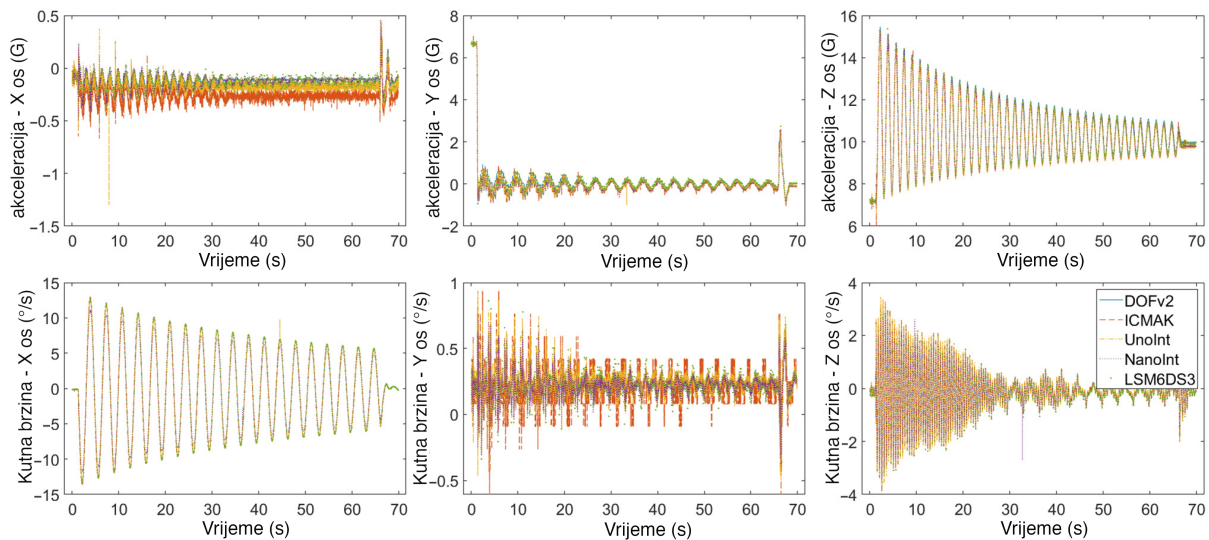 akceleracija - X os (G)
0.5
0
−0.5
−1
−1.5
0 10 20 30 40 50 60 70
Vrijeme (s)
akceleracija - Y os (G)
8
6
4
2
0
−2
0 10 20 30 40 50 60 70
Vrijeme (s)
akceleracija - Z os (G)
16
14
12
10
8
6
0 10 20 30 40 50 60 70
Vrijeme (s)
Kutna brzina - X os (°/s)
15
10
5
0
−5
−10
−15
0 10 20 30 40 50 60 70
Vrijeme (s)
Kutna brzina - Y os (°/s)
1
0.5
0
−0.5
0 10 20 30 40 50 60 70
Vrijeme (s)
Kutna brzina - Z os (°/s)
4
2
0
−2
−4
0 10 20 30 40 50 60 70
Vrijeme (s)
DOFv2
ICMAK
UnoInt
NanoInt
LSM6DS3